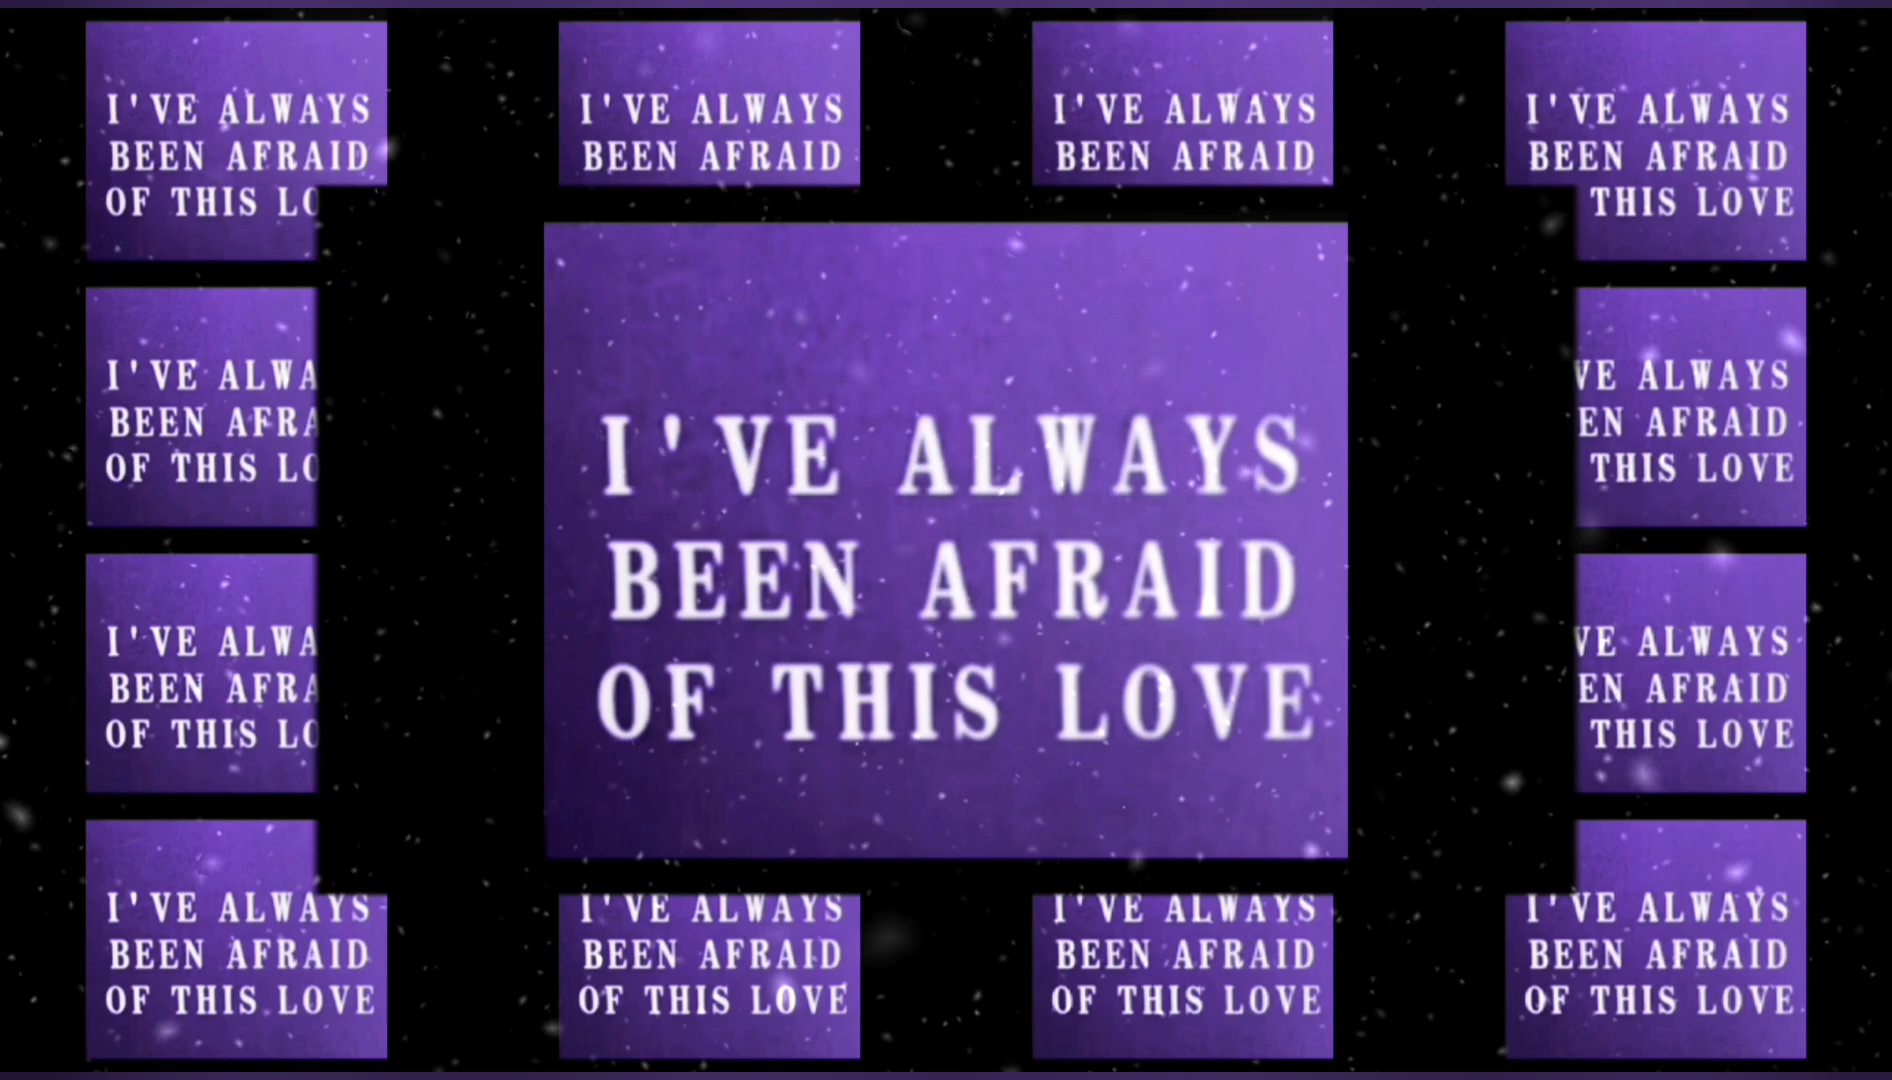 I'VE ALWAYS
BEEN AFRAID
OF THIS LO
I'VE ALWAYS
BEEN AFRAID
I'VE ALWAYS
BEEN AFRAID
I'VE ALWAYS
BEEN AFRAID
THIS LOVE
I'VE ALWAYS
BEEN AFRAID
OF THIS LOVE
I'VE ALWA
BEEN AFRA
OF THIS LO
VE ALWAYS
EN AFRAID
THIS LOVE
I'VE ALWA
BEEN AFRA
OF THIS LO
VE ALWAYS
EN AFRAID
THIS LOVE
I'VE ALWAYS
BEEN AFRAID
OF THIS LOVE
I'VE ALWAYS
BEEN AFRAID
OF THIS LOVE
I'VE ALWAYS
BEEN AFRAID
OF THIS LOVE
I'VE ALWAYS
BEEN AFRAID
OF THIS LOVE